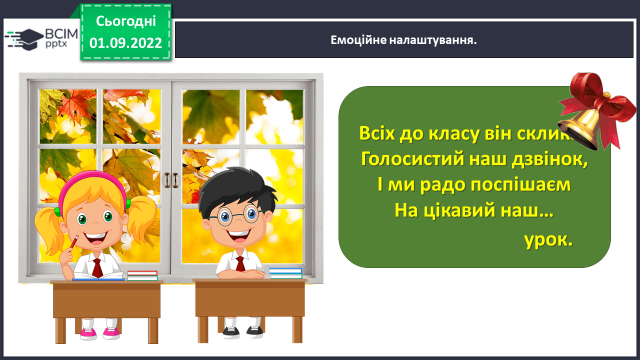 Сьогодні
01.09.2022
ВСІМ
pptx
Емоційне налаштування.
Всіх до класу він
Голосистий наш дзвінок,
І ми радо поспішаєм
На цікавий наш…
урок.